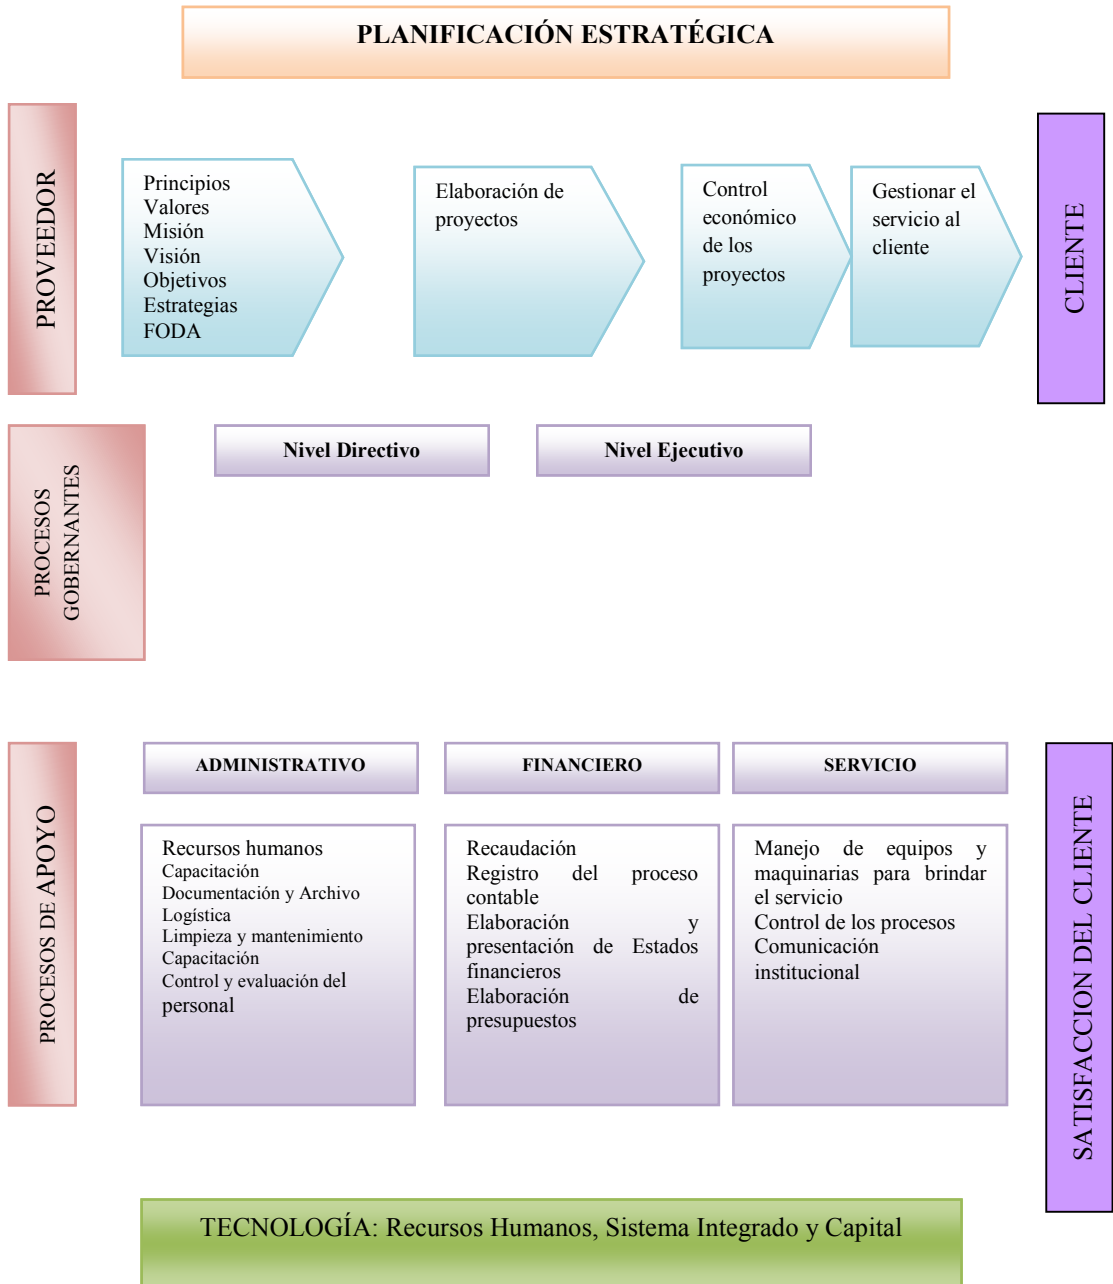 PLANIFICACIÓN ESTRATÉGICA
PROVEEDOR
Principios
Valores
Misión
Visión
Objetivos
Estrategias
FODA
Elaboración de
proyectos
Control
económico
de los
proyectos
Gestionar el
servicio al
cliente
CLIENTE
PROCESOS
GOBERNANTES
Nivel Directivo
Nivel Ejecutivo
PROCESOS DE APOYO
ADMINISTRATIVO
Recursos humanos
Capacitación
Documentación y Archivo
Logística
Limpieza y mantenimiento
Capacitación
Control y evaluación del
personal
FINANCIERO
Recaudación
Registro del proceso
contable
Elaboración y
presentación de Estados
financieros
Elaboración de
presupuestos
SERVICIO
Manejo de equipos y
maquinarias para brindar
el servicio
Control de los procesos
Comunicación
institucional
SATISFACCION DEL CLIENTE
TECNOLOGÍA: Recursos Humanos, Sistema Integrado y Capital